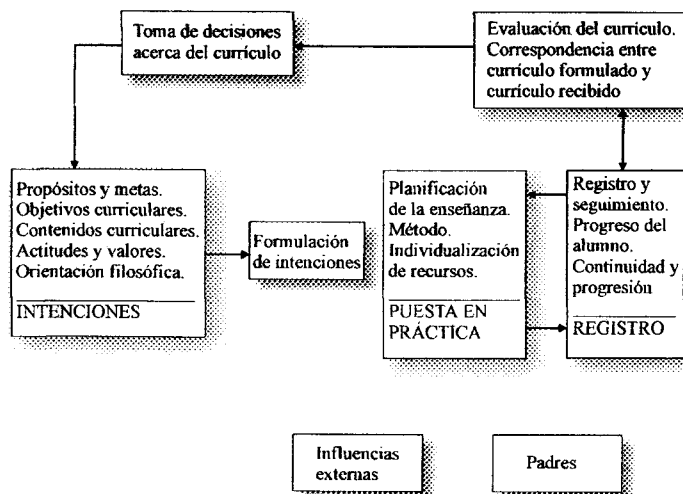 Toma de decisiones
acerca del currículo
Evaluación del curriculo.
Correspondencia entre
currículo formulado y
currículo recibido
Propósitos y metas.
Objetivos curriculares.
Contenidos curriculares.
Actitudes y valores.
Orientación filosófica.
INTENCIONES
Formulación
de intenciones
Planificación
de la enseñanza.
Método.
Individualización
de recursos.
PUESTA EN
PRÁCTICA
Registro y
seguimiento.
Progreso del
alumno.
Continuidad y
progresión
REGISTRO
Influencias
externas
Padres